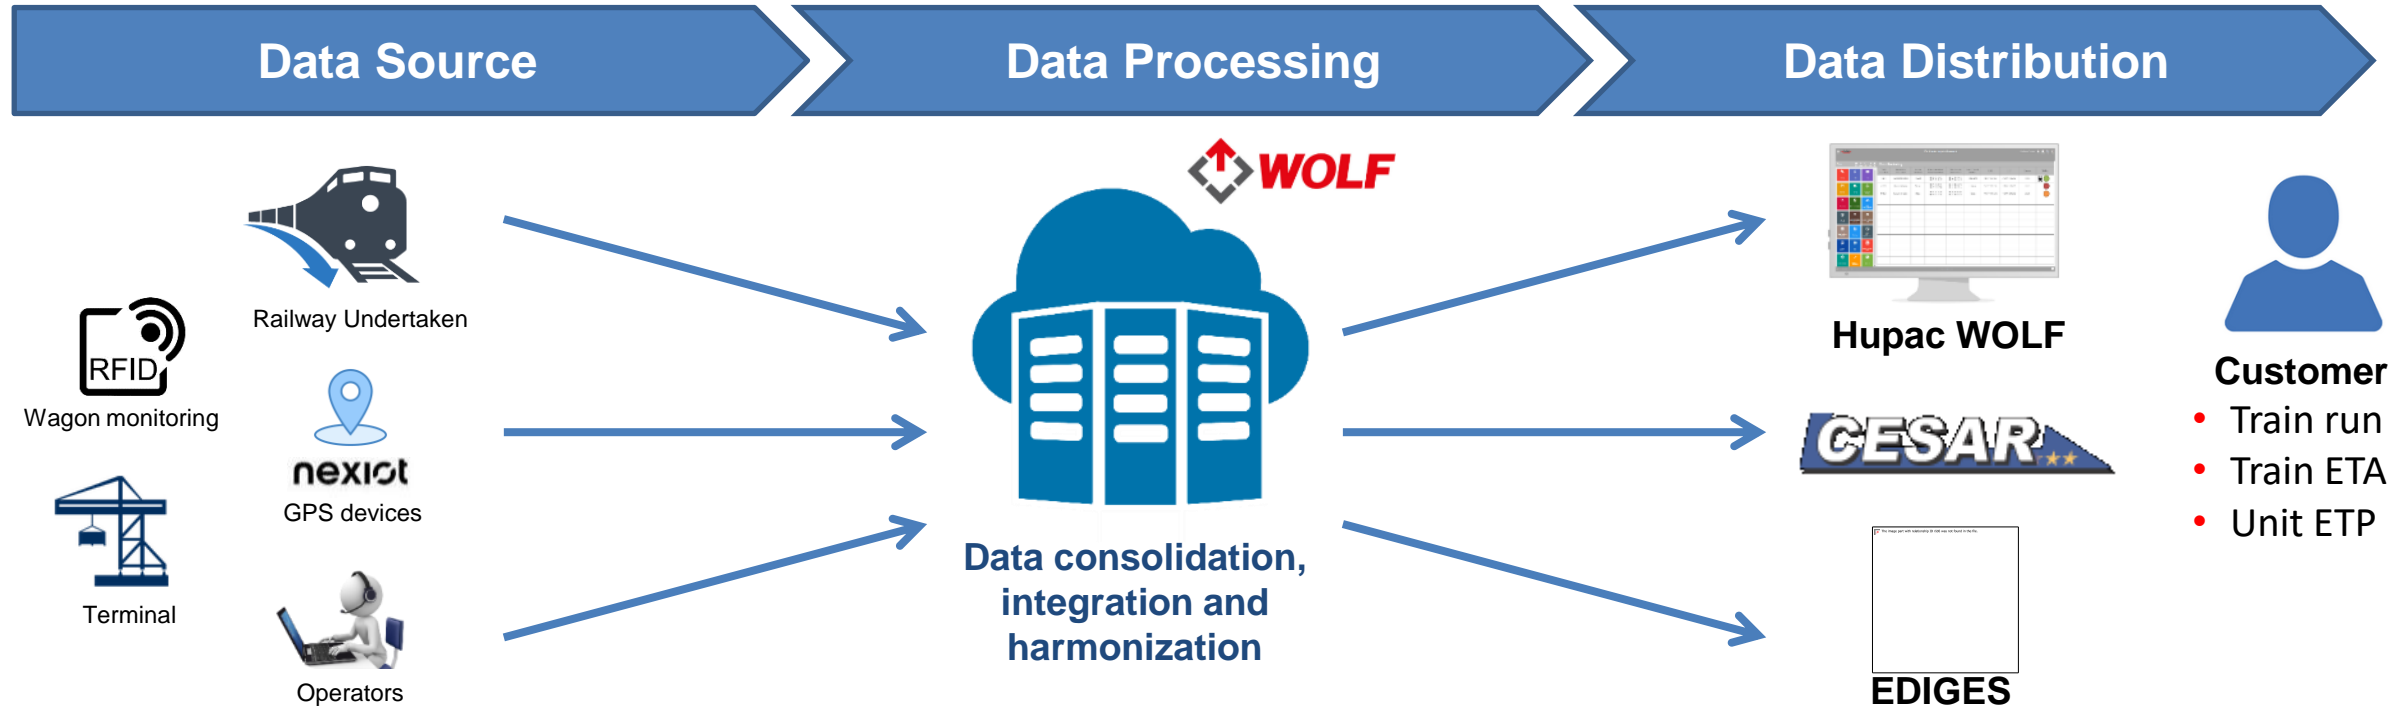 Data Source
Data Processing
Data Distribution
WOLF
Railway Undertaken
RFID
Wagon monitoring
nexiot
GPS devices
Terminal
Operators
Data consolidation,
integration and
harmonization
Hupac WOLF
CESAR
EDIGES
Customer
• Train run
• Train ETA
• Unit ETP